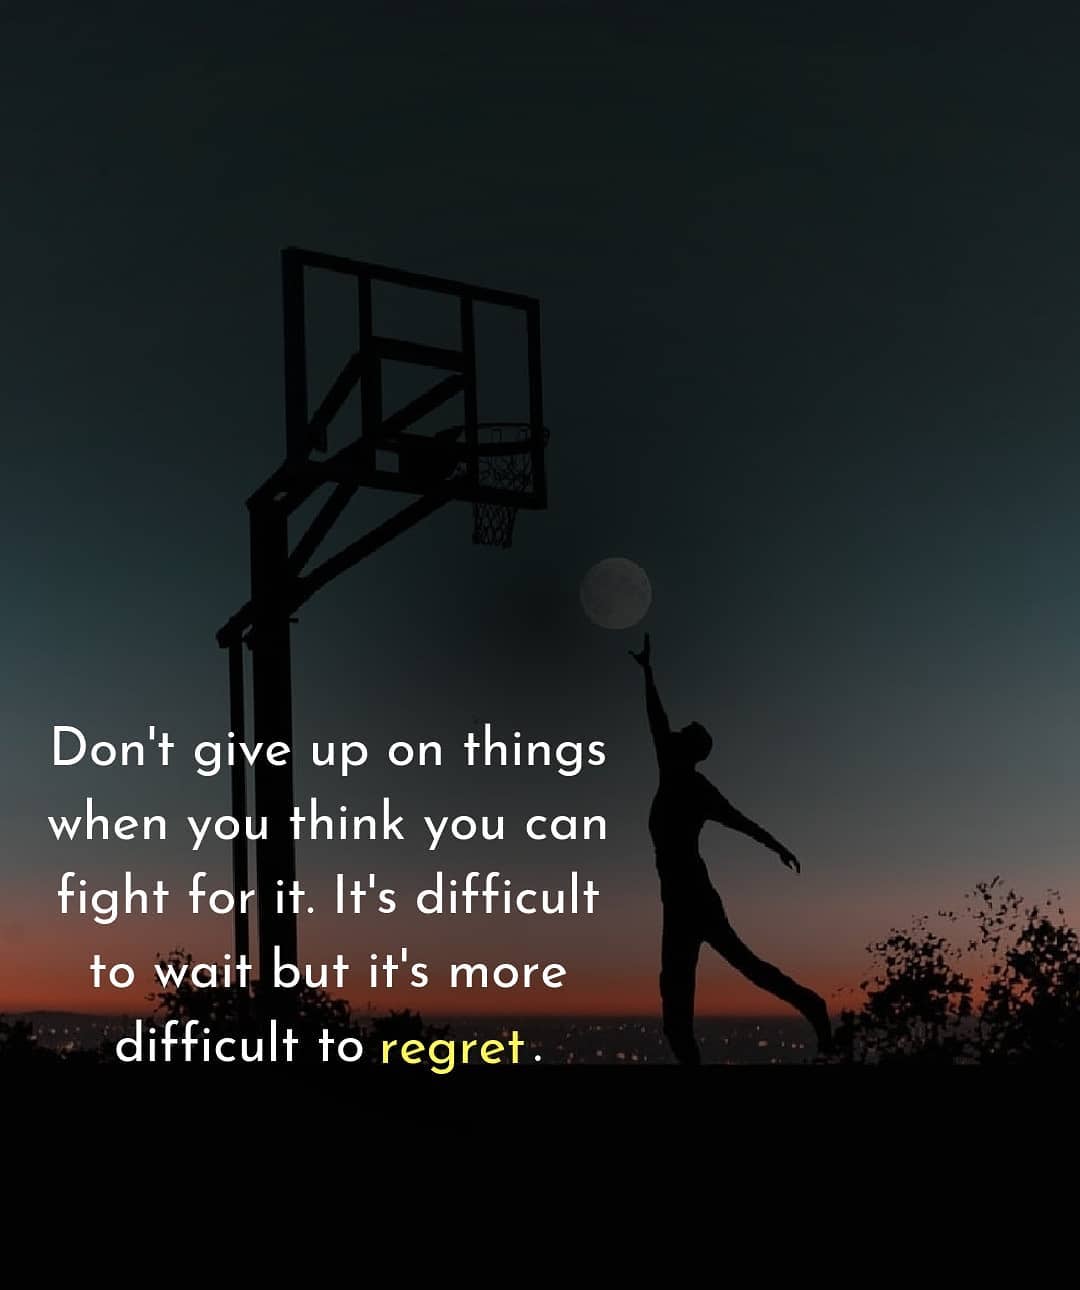 Don't give up on things
when you think you can
fight for it. It's difficult
to wait but it's more
difficult to regret.